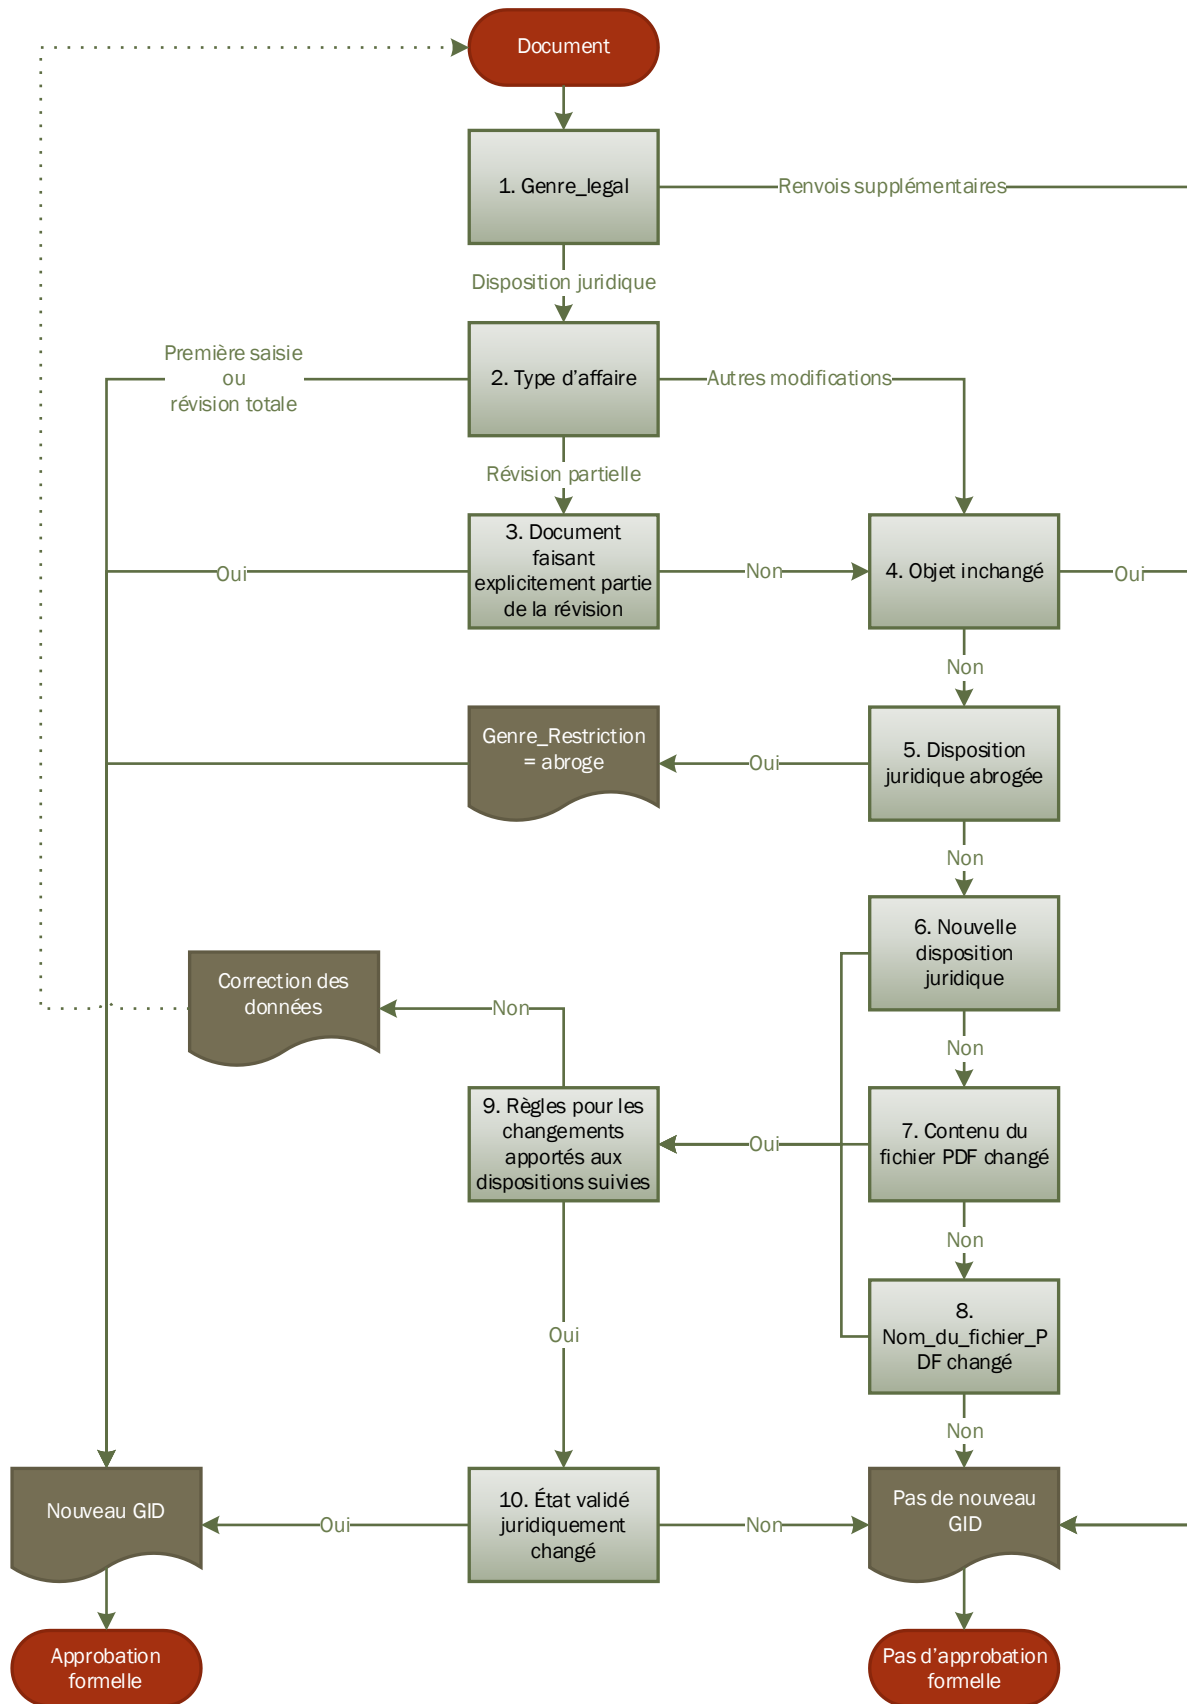 Document
1. Genre_legal
Renvois supplémentaires
Disposition juridique
Première saisie
ou
révision totale
2. Type d’affaire
Autres modifications
Révision partielle
3. Document
faisant
explicitement partie
de la révision
Oui
Non
4. Objet inchangé
Oui
Non
Genre_Restriction
= abroge
Oui
5. Disposition
juridique abrogée
Non
6. Nouvelle
disposition
juridique
Correction des
données
Non
Non
9. Règles pour les
changements
apportés aux
dispositions suivies
Oui
7. Contenu du
fichier PDF changé
Non
8.
Nom_du_fichier_P
DF changé
Oui
Non
Nouveau GID
Oui
10. État validé
juridiquement
changé
Non
Pas de nouveau
GID
Approbation
formelle
Pas d’approbation
formelle